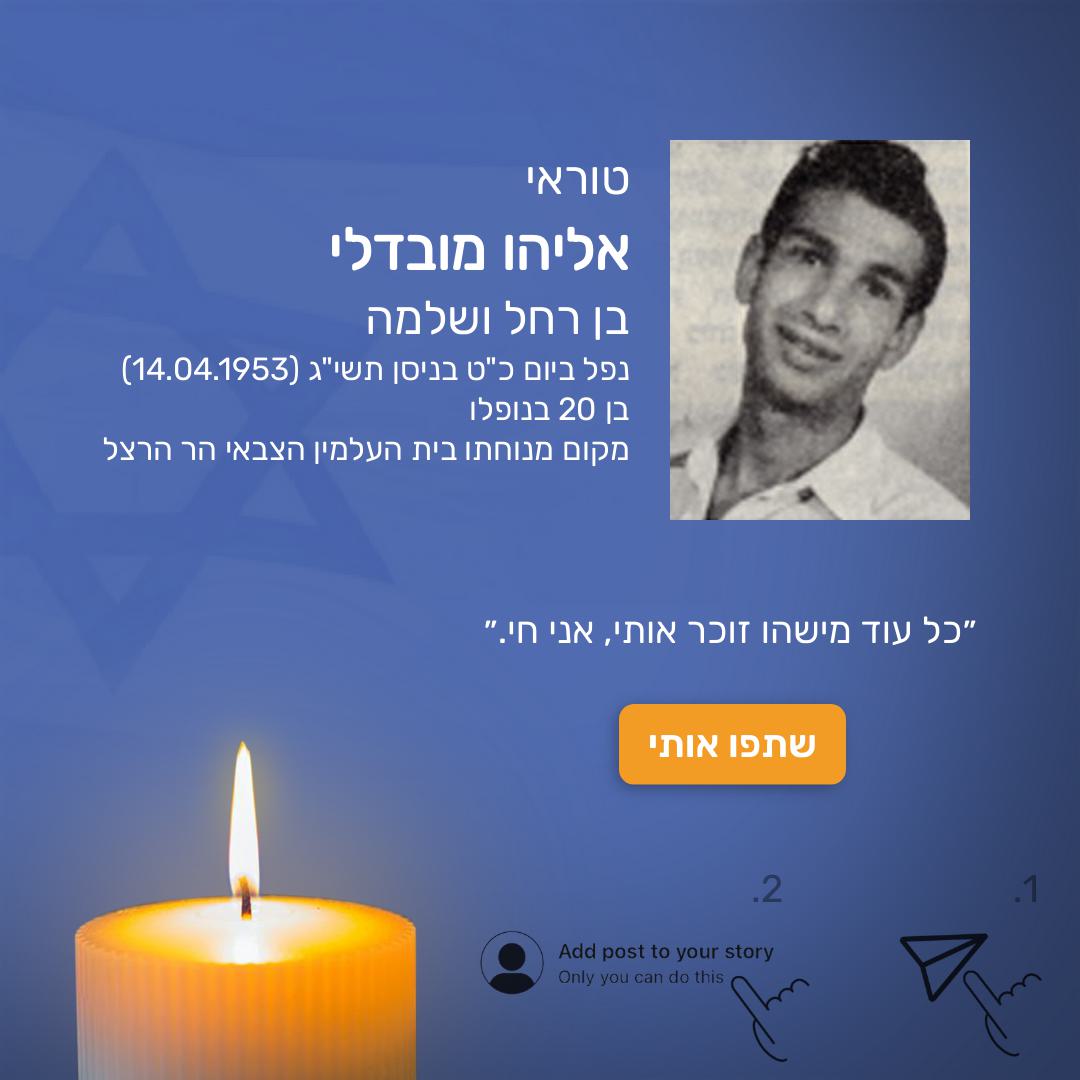 טוראי
אליהו מובדלי
בן רחל ושלמה
נפל ביום כ"ט בניסן תשי"ג (14.04.1953)
בן 20 בנופלו
מקום מנוחתו בית העלמין הצבאי הר הרצל
״כל עוד מישהו זוכר אותי, אני חי.״
שתפו אותי
.1
.2
Add post to your story
Only you can do this